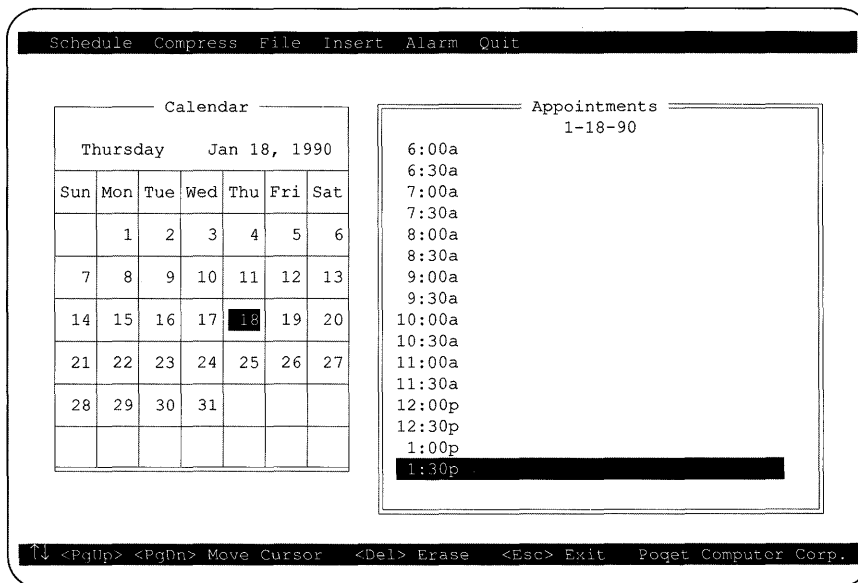 Schedule Compress File Insert Alarm Quit
Calendar
Thursday Jan 18, 1990
Sun Mon Tue Wed Thu Fri Sat
1 2 3 4 5 6
7 8 9 10 11 12 13
14 15 16 17 18 19 20
21 22 23 24 25 26 27
28 29 30 31
Appointments
1-18-90
6:00a
6:30a
7:00a
7:30a
8:00a
8:30a
9:00a
9:30a
10:00a
10:30a
11:00a
11:30a
12:00p
12:30p
1:00p
1:30p
↑↓ <PgUp> <PgDn> Move Cursor <Del> Erase <Esc> Exit Poqet Computer Corp.